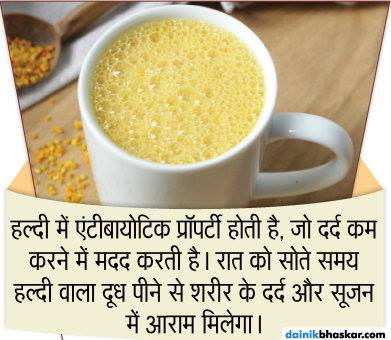 हल्दी में एंटीबायोटिक प्रॉपर्टी होती है, जो दर्द कम
करने में मदद करती है। रात को सोते समय
हल्दी वाला दूध पीने से शरीर के दर्द और सूजन
में आराम मिलेगा।
dainikbhaskar.com